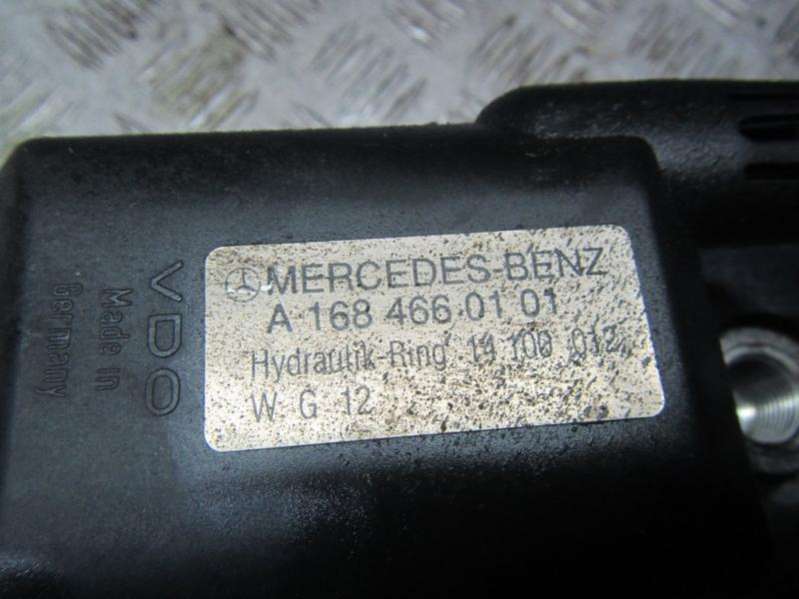 MERCEDES-BENZ
A 168 466 01 01
Hydraulik-Ring 14 100 012
W G 12
VDO
Made in
Germany